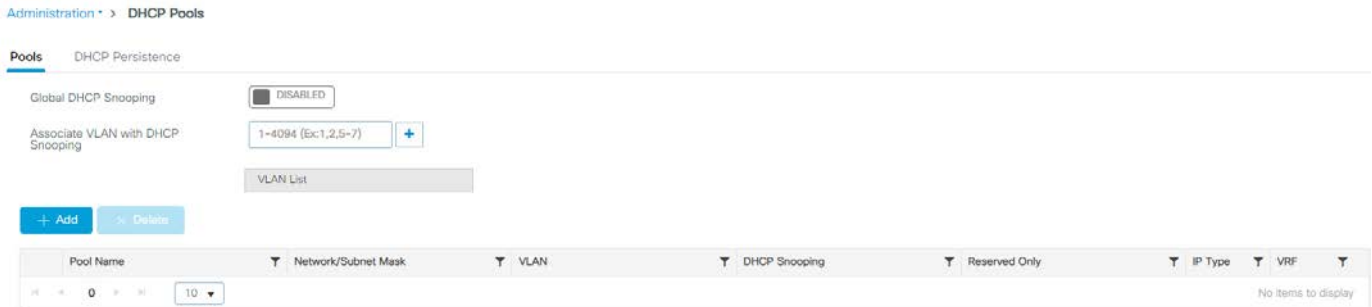 Administration > DHCP Pools
Pools DHCP Persistence
Global DHCP Snooping DISABLED
Associate VLAN with DHCP Snooping 1-4094 (Ex:1,2,5-7) +
VLAN List
+ Add × Delete
Pool Name Network/Subnet Mask VLAN DHCP Snooping Reserved Only IP Type VRF
0 10 No items to display